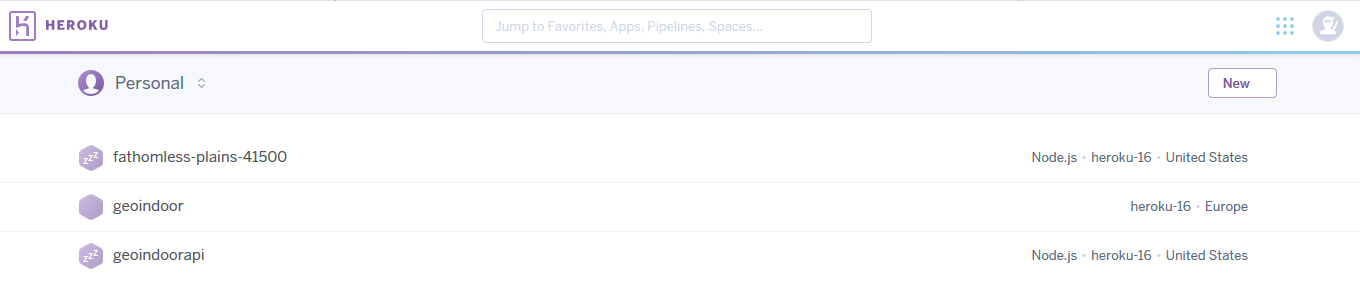 HEROKU
Jump to Favorites, Apps, Pipelines, Spaces...
Personal
New
zzz fathomless-plains-41500 Node.js • heroku-16 • United States
geoindoor heroku-16 • Europe
zzz geoindoorapi Node.js • heroku-16 • United States